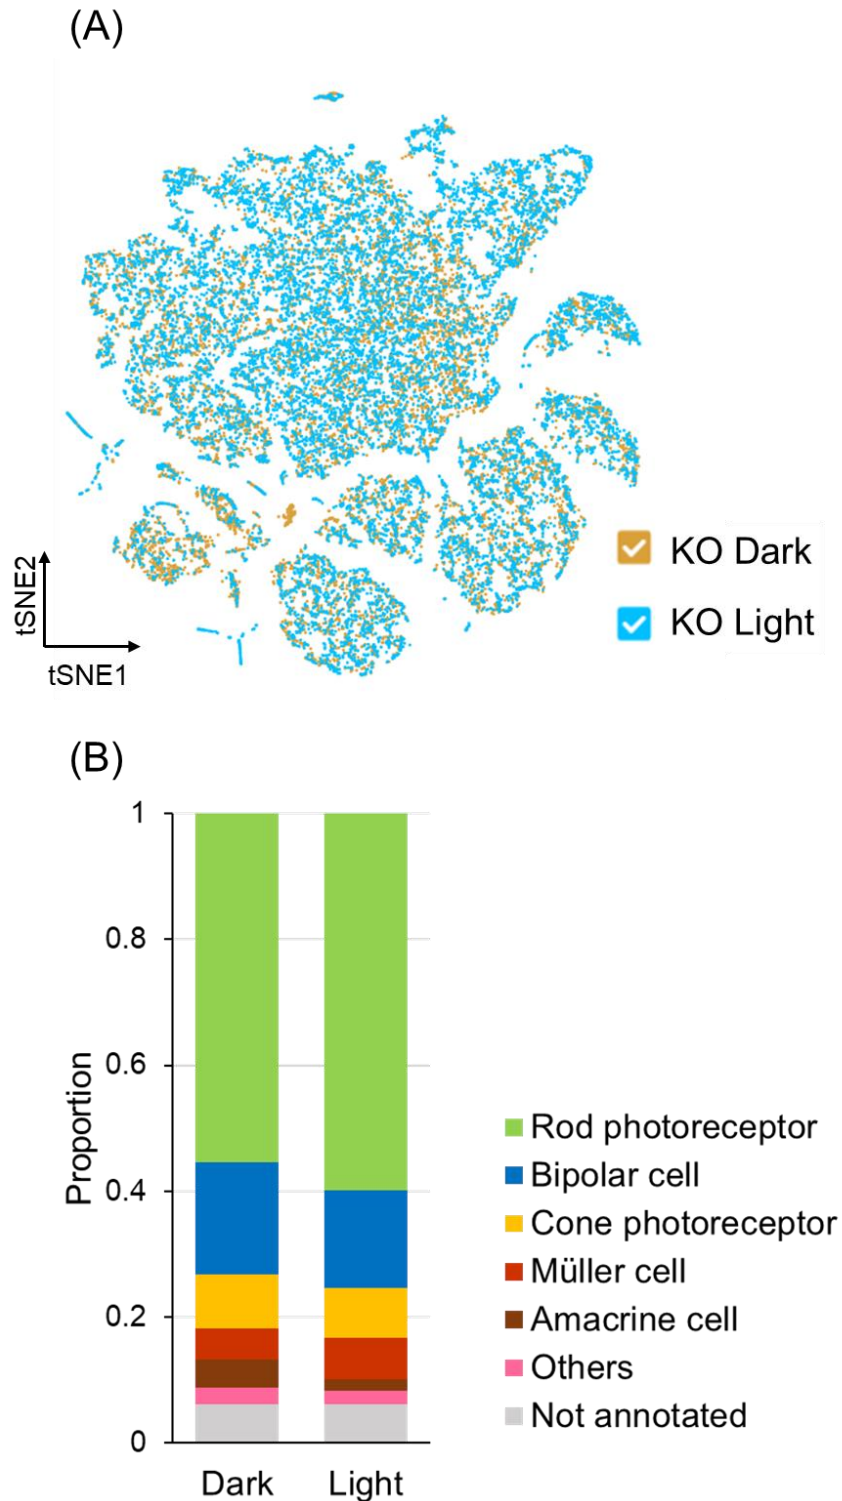 (A)
KO Dark
KO Light
tSNE2
tSNE1
(B)
Proportion
1
0.8
0.6
0.4
0.2
0
Dark
Light
Rod photoreceptor
Bipolar cell
Cone photoreceptor
Müller cell
Amacrine cell
Others
Not annotated